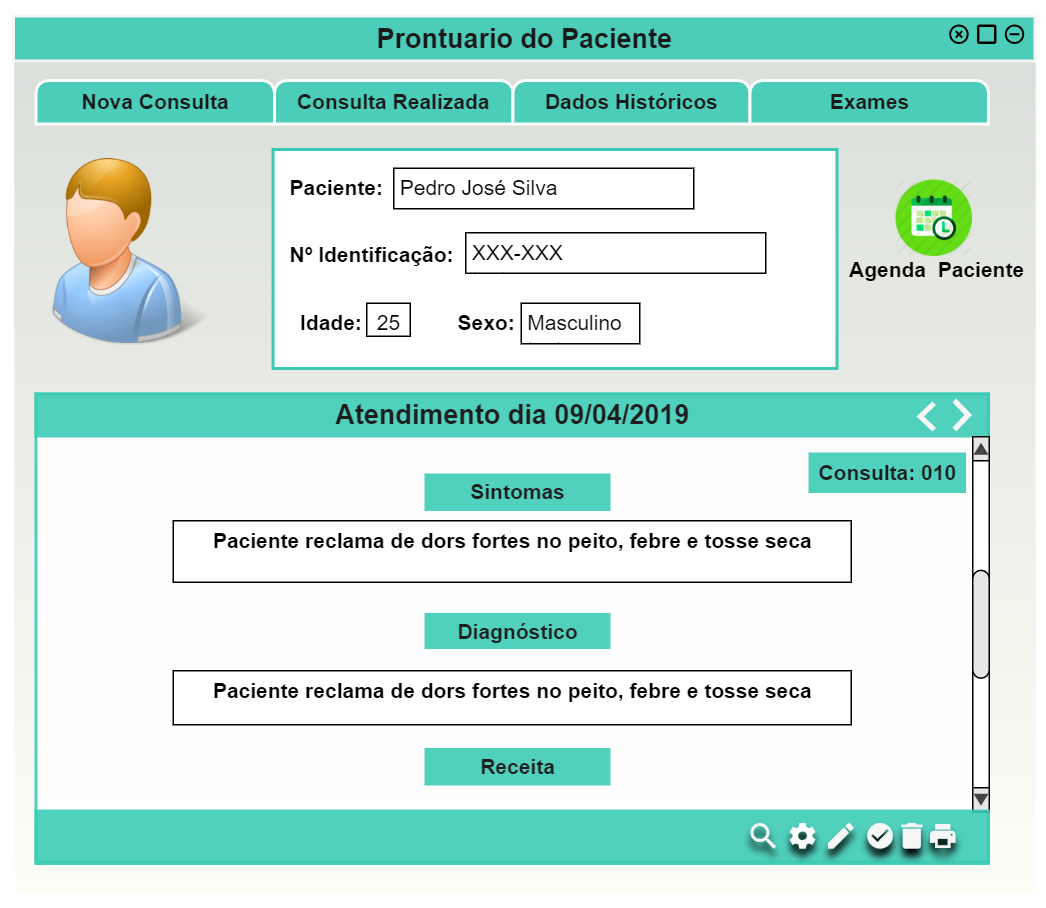 Prontuario do Paciente
Nova Consulta Consulta Realizada Dados Históricos Exames
Paciente: Pedro José Silva
Nº Identificação: XXX-XXX
Idade: 25 Sexo: Masculino
Agenda Paciente
Atendimento dia 09/04/2019
Consulta: 010
Sintomas
Paciente reclama de dors fortes no peito, febre e tosse seca
Diagnóstico
Paciente reclama de dors fortes no peito, febre e tosse seca
Receita